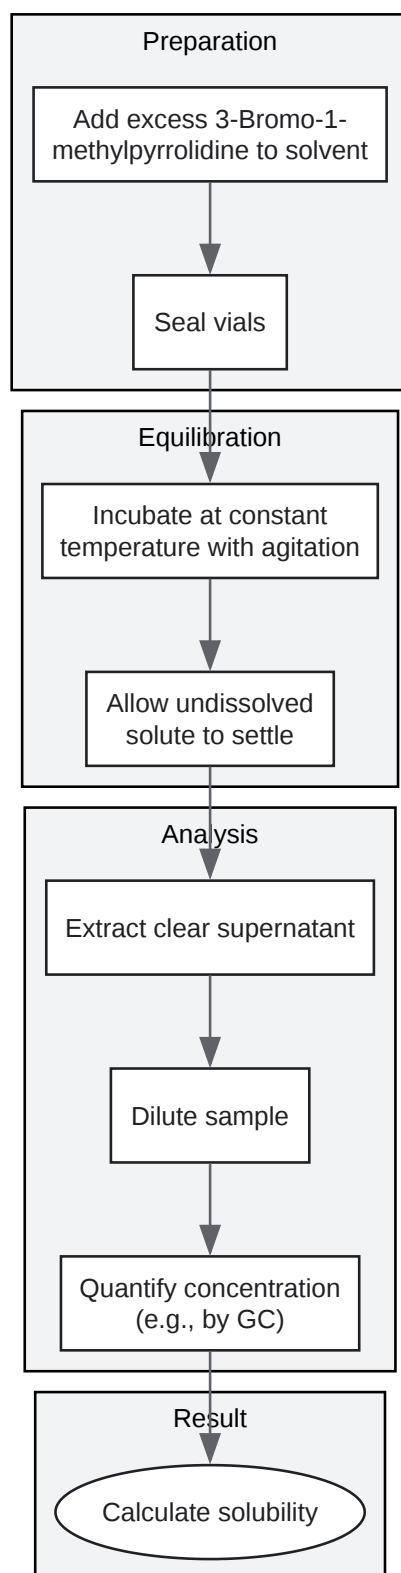 Preparation
Add excess 3-Bromo-1-
methylpyrrolidine to solvent
Seal vials
Equilibration
Incubate at constant
temperature with agitation
Allow undissolved
solute to settle
Analysis
Extract clear supernatant
Dilute sample
Quantify concentration
(e.g., by GC)
Result
Calculate solubility